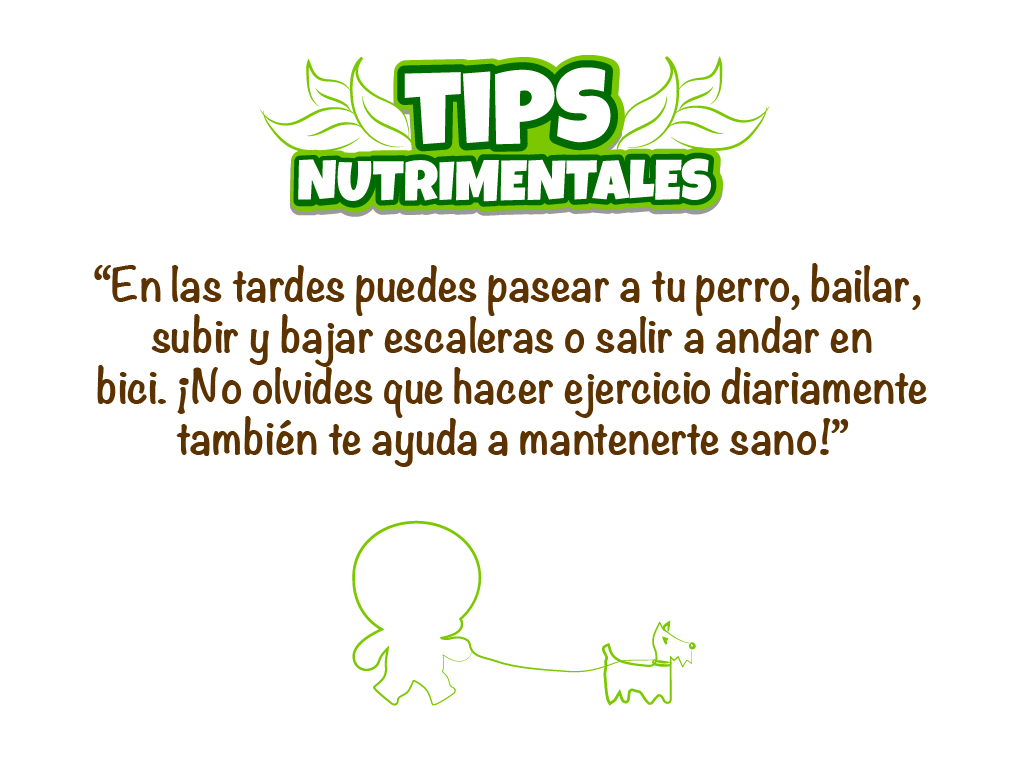 TIPS
NUTRIMENTALES
“En las tardes puedes pasear a tu perro, bailar,
subir y bajar escaleras o salir a andar en
bici. ¡No olvides que hacer ejercicio diariamente
también te ayuda a mantenerte sano!”